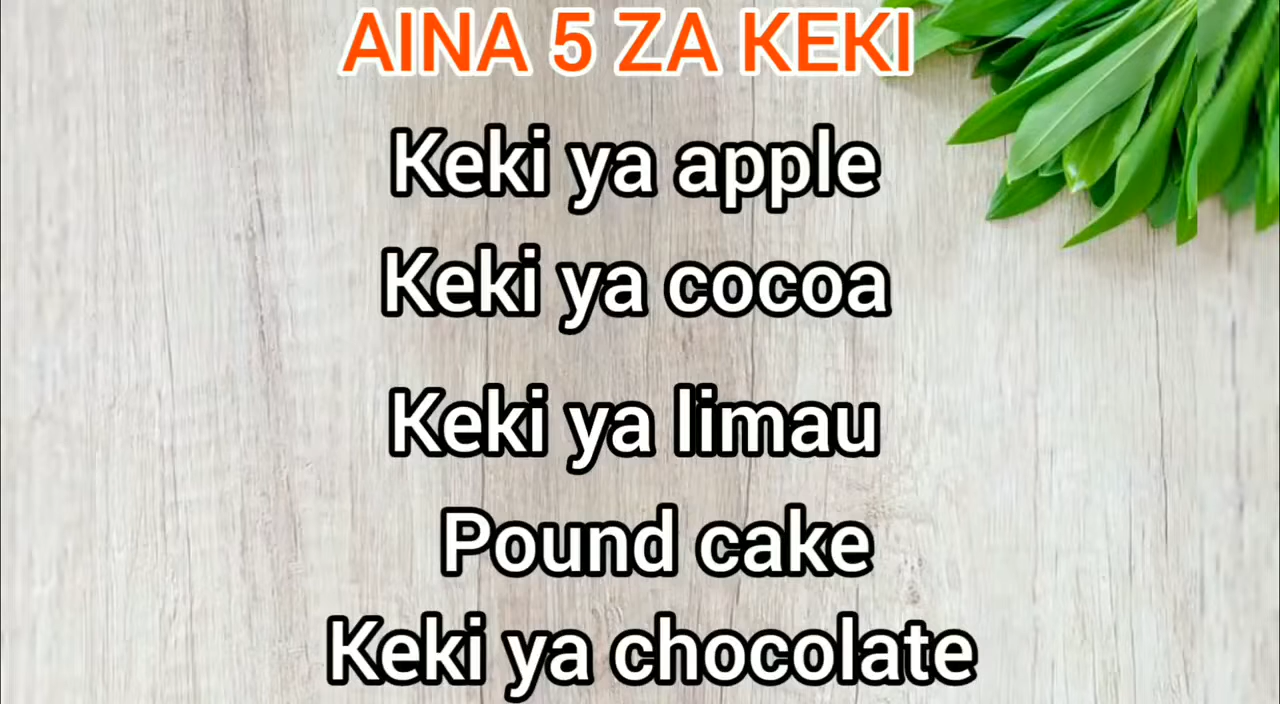 AINA 5 ZA KEKI
Keki ya apple
Keki ya cocoa
Keki ya limau
Pound cake
Keki ya chocolate